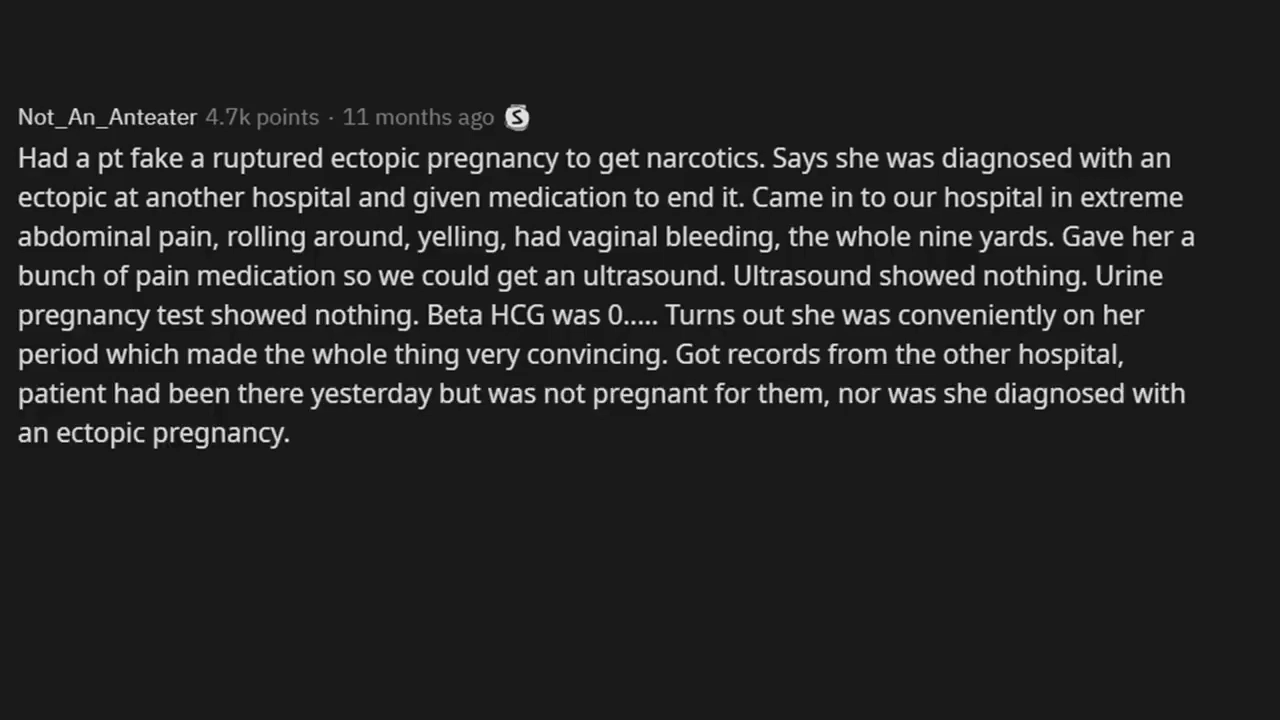 Not_An_Anteater 4.7k points · 11 months ago S
Had a pt fake a ruptured ectopic pregnancy to get narcotics. Says she was diagnosed with an
ectopic at another hospital and given medication to end it. Came in to our hospital in extreme
abdominal pain, rolling around, yelling, had vaginal bleeding, the whole nine yards. Gave her a
bunch of pain medication so we could get an ultrasound. Ultrasound showed nothing. Urine
pregnancy test showed nothing. Beta HCG was 0..... Turns out she was conveniently on her
period which made the whole thing very convincing. Got records from the other hospital,
patient had been there yesterday but was not pregnant for them, nor was she diagnosed with
an ectopic pregnancy.